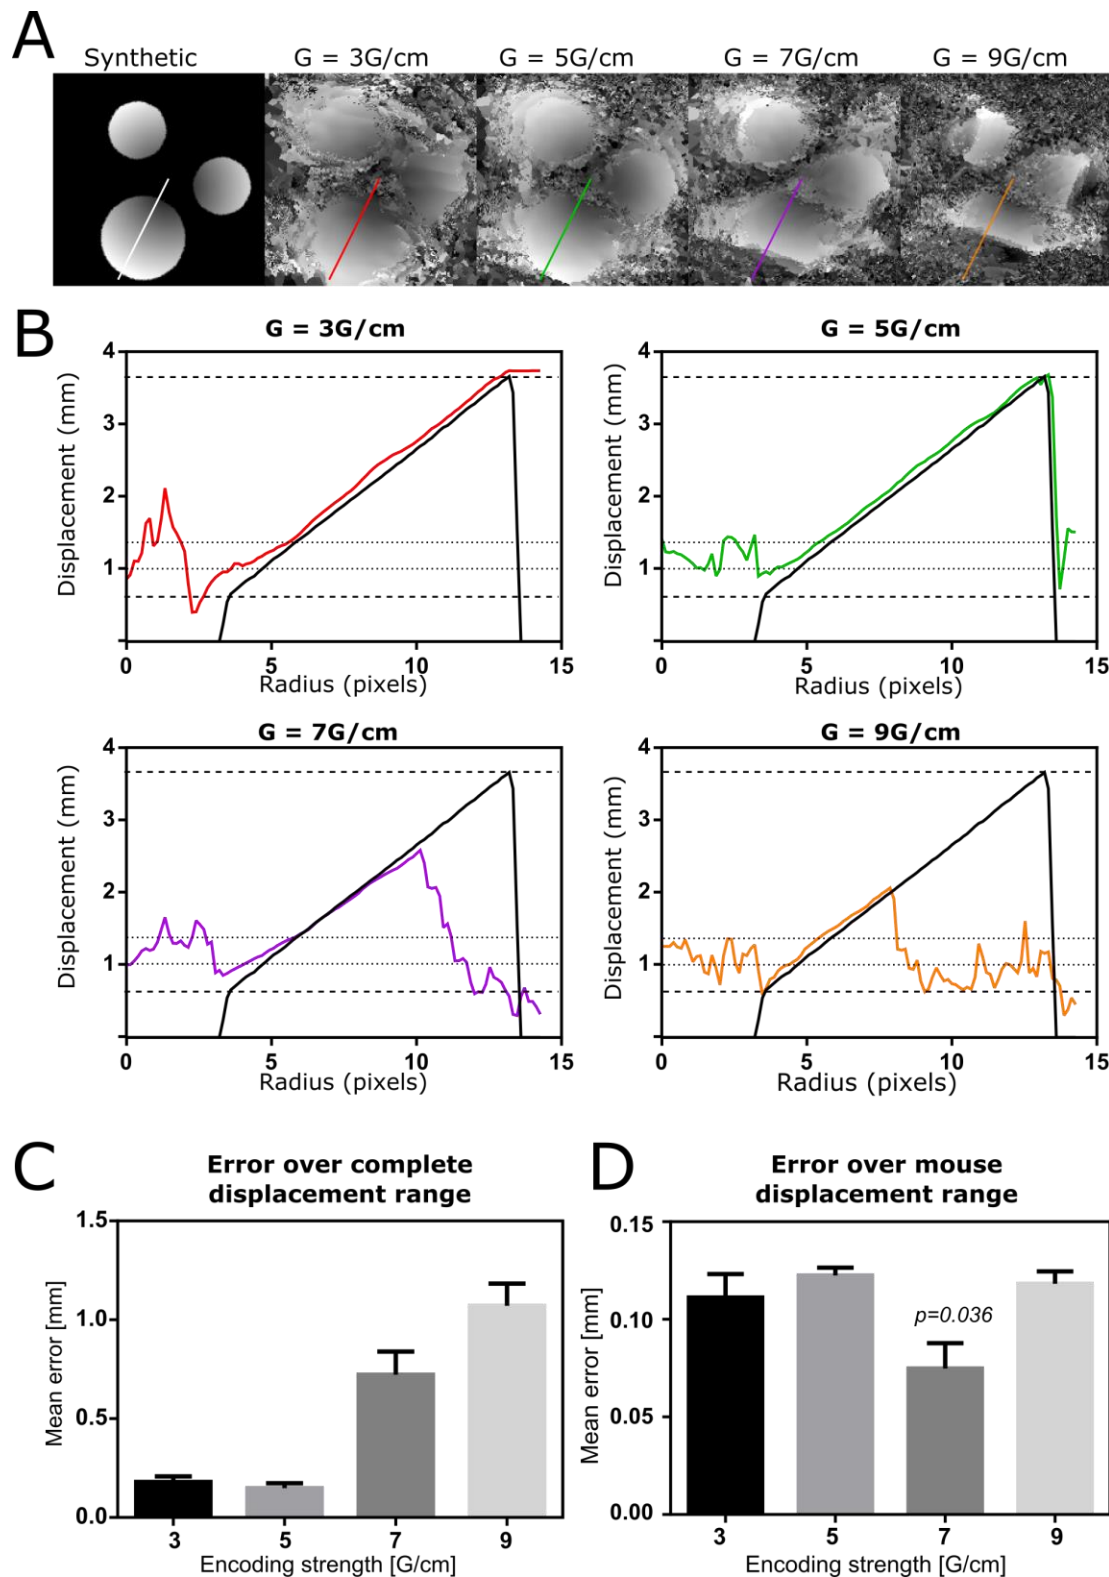 A
Synthetic G = 3G/cm G = 5G/cm G = 7G/cm G = 9G/cm
B
G = 3G/cm
4
3
2
1
Displacement (mm)
0 5 10 15
Radius (pixels)
G = 5G/cm
4
3
2
1
Displacement (mm)
0 5 10 15
Radius (pixels)
G = 7G/cm
4
3
2
1
Displacement (mm)
0 5 10 15
Radius (pixels)
G = 9G/cm
4
3
2
1
Displacement (mm)
0 5 10 15
Radius (pixels)
C
Error over complete
displacement range
1.5
1.0
0.5
0.0
Mean error [mm]
3 5 7 9
Encoding strength [G/cm]
D
Error over mouse
displacement range
0.15
0.10
0.05
0.00
Mean error [mm]
p=0.036
3 5 7 9
Encoding strength [G/cm]